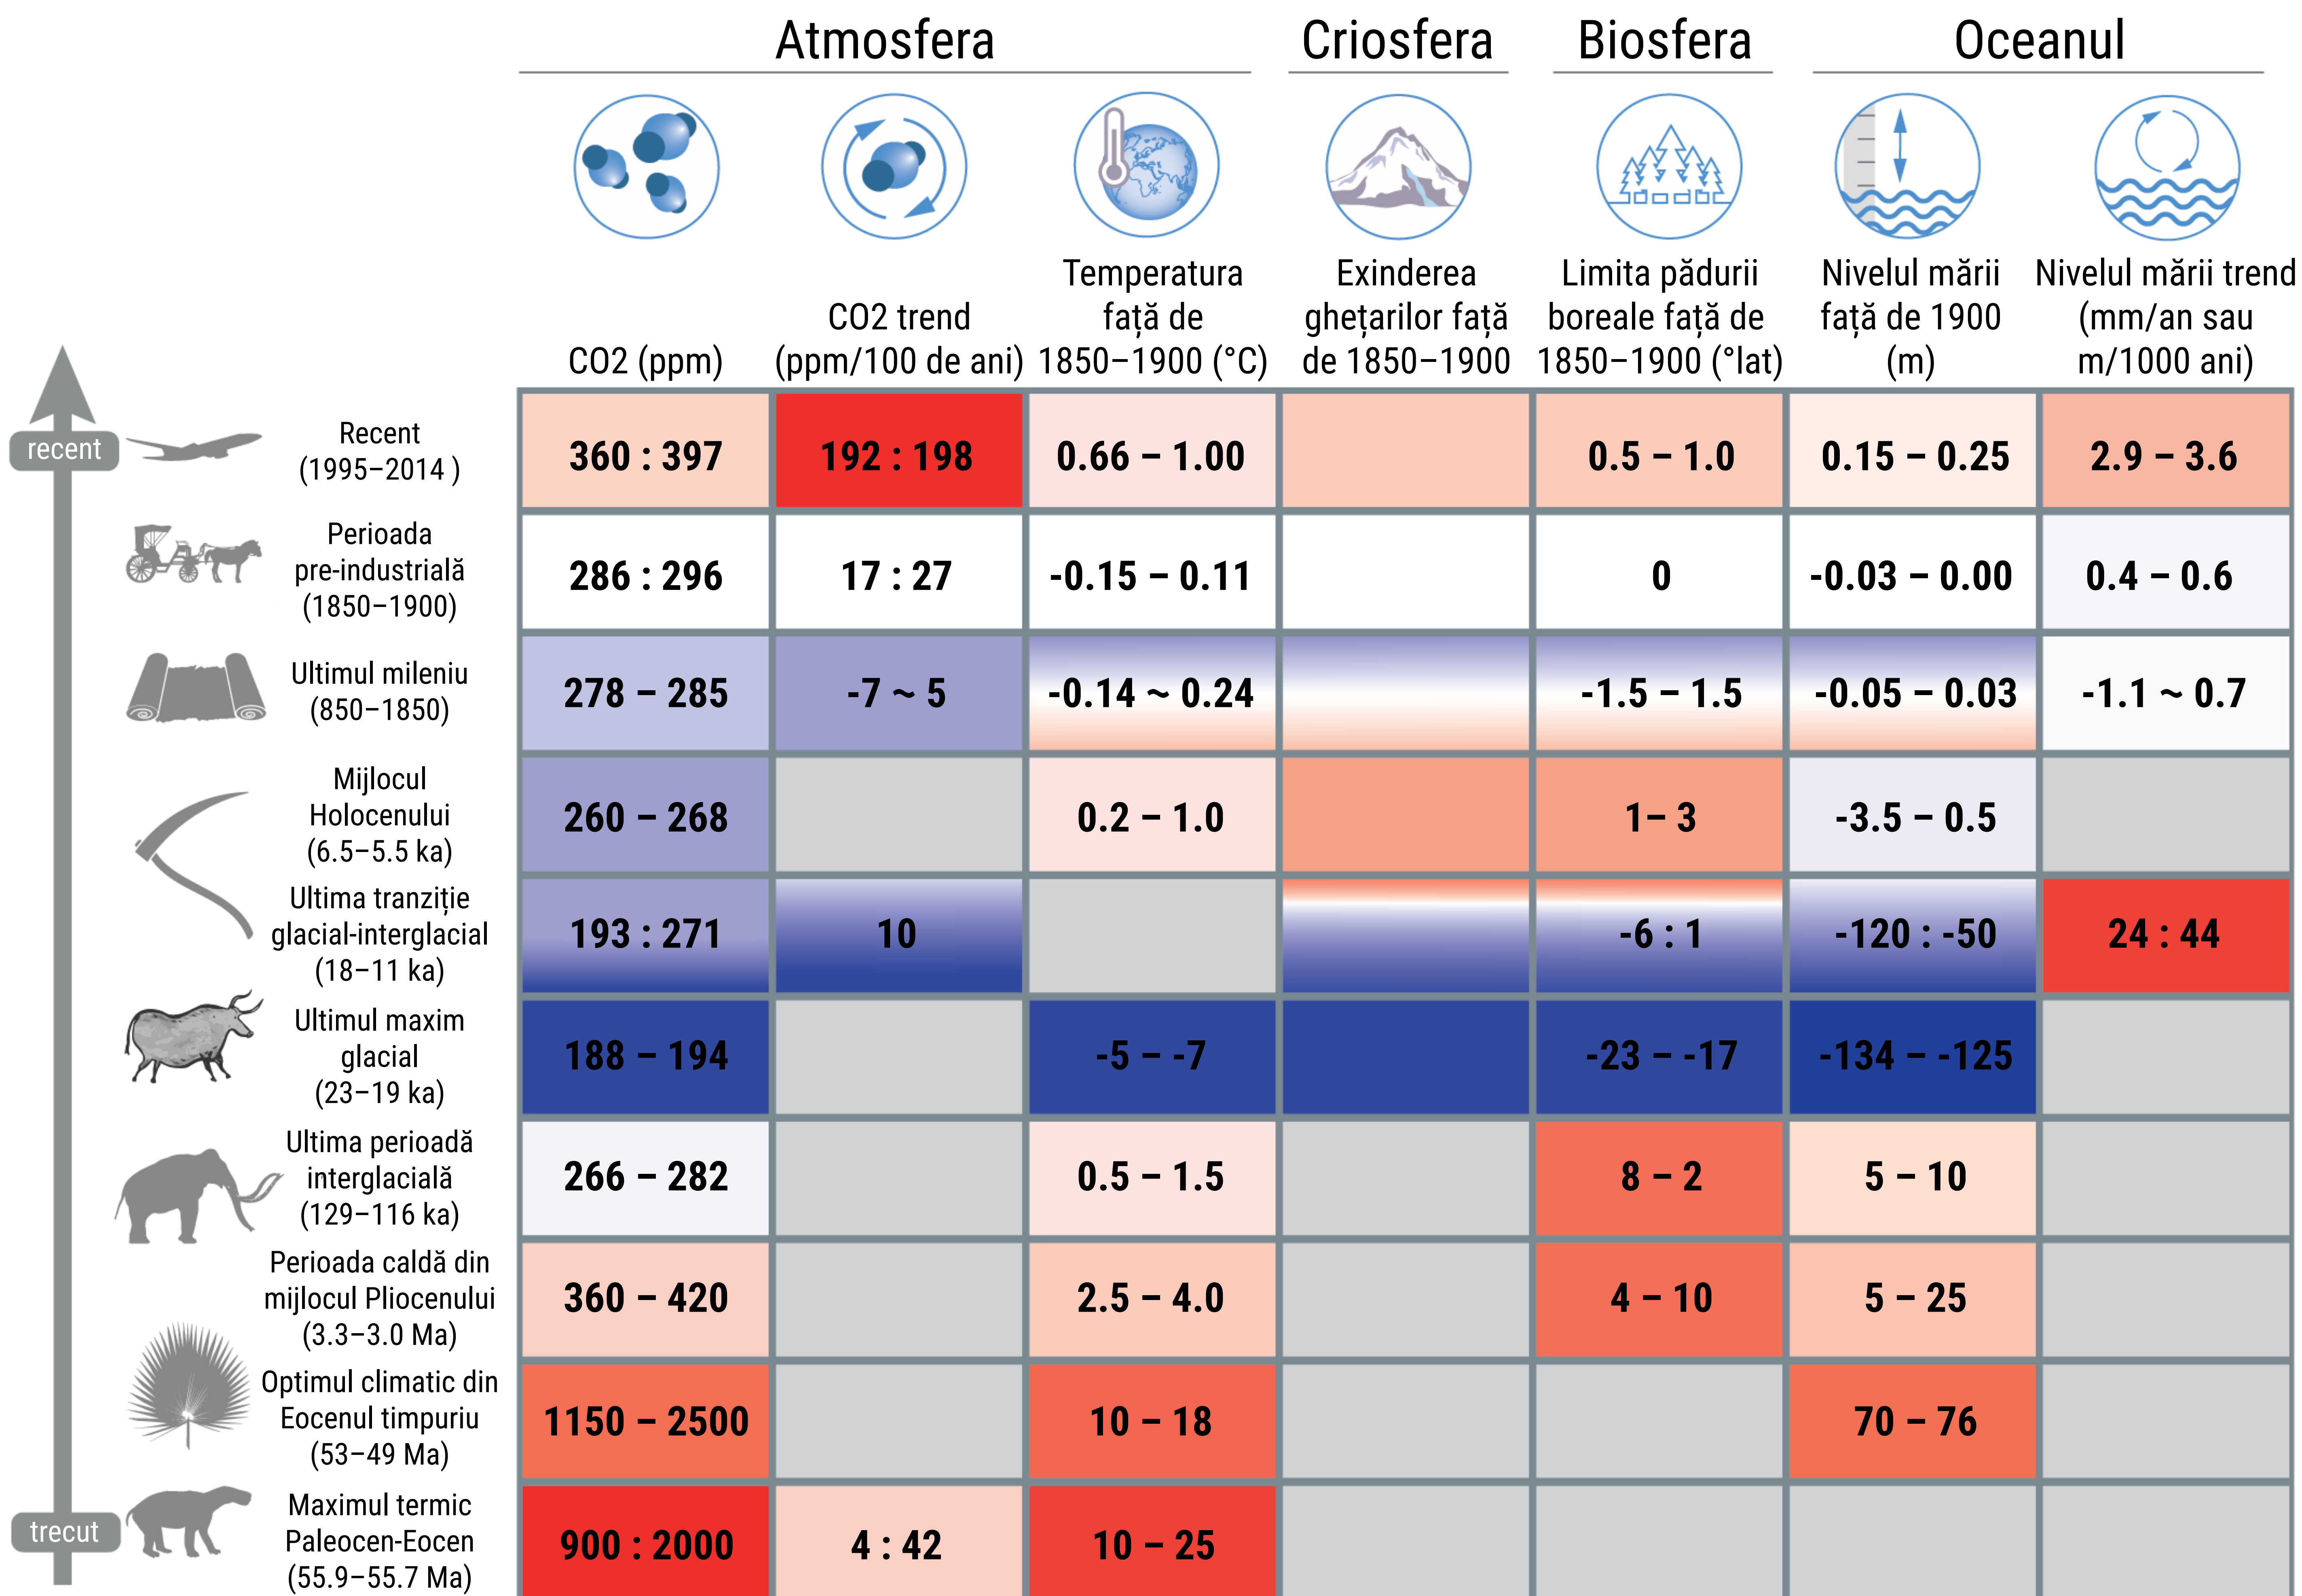 Atmosfera
Criosfera
Biosfera
Oceanul
CO2 (ppm)
CO2 trend
(ppm/100 de ani)
Temperatura
față de
1850–1900 (°C)
Exinderea
ghețarilor față
de 1850–1900
Limita pădurii
boreale față de
1850–1900 (°lat)
Nivelul mării
față de 1900
(m)
Nivelul mării trend
(mm/an sau
m/1000 ani)
recent
Recent
(1995–2014 )
360 : 397
192 : 198
0.66 – 1.00
0.5 – 1.0
0.15 – 0.25
2.9 – 3.6
Perioada
pre-industrială
(1850–1900)
286 : 296
17 : 27
-0.15 – 0.11
0
-0.03 – 0.00
0.4 – 0.6
Ultimul mileniu
(850–1850)
278 – 285
-7 ~ 5
-0.14 ~ 0.24
-1.5 – 1.5
-0.05 – 0.03
-1.1 ~ 0.7
Mijlocul
Holocenului
(6.5–5.5 ka)
260 – 268
0.2 – 1.0
1– 3
-3.5 – 0.5
Ultima tranziție
glacial-interglacial
(18–11 ka)
193 : 271
10
-6 : 1
-120 : -50
24 : 44
Ultimul maxim
glacial
(23–19 ka)
188 – 194
-5 – -7
-23 – -17
-134 – -125
Ultima perioadă
interglacială
(129–116 ka)
266 – 282
0.5 – 1.5
8 – 2
5 – 10
Perioada caldă din
mijlocul Pliocenului
(3.3–3.0 Ma)
360 – 420
2.5 – 4.0
4 – 10
5 – 25
Optimul climatic din
Eocenul timpuriu
(53–49 Ma)
1150 – 2500
10 – 18
70 – 76
trecut
Maximul termic
Paleocen-Eocen
(55.9–55.7 Ma)
900 : 2000
4 : 42
10 – 25